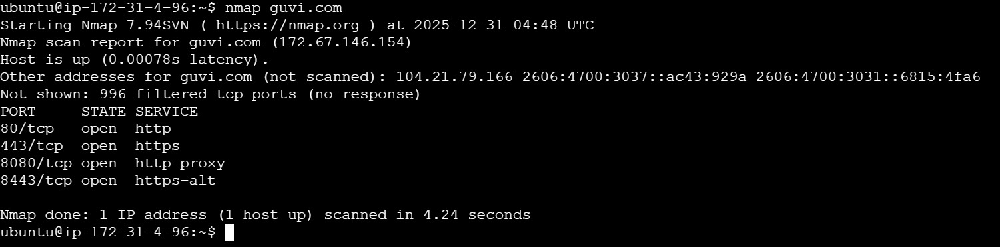 ubuntu@ip-172-31-4-96:~$ nmap guvi.com
Starting Nmap 7.94SVN ( https://nmap.org ) at 2025-12-31 04:48 UTC
Nmap scan report for guvi.com (172.67.146.154)
Host is up (0.00078s latency).
Other addresses for guvi.com (not scanned): 104.21.79.166 2606:4700:3037::ac43:929a 2606:4700:3031::6815:4fa6
Not shown: 996 filtered tcp ports (no-response)
PORT     STATE SERVICE
80/tcp   open  http
443/tcp  open  https
8080/tcp open  http-proxy
8443/tcp open  https-alt

Nmap done: 1 IP address (1 host up) scanned in 4.24 seconds
ubuntu@ip-172-31-4-96:~$